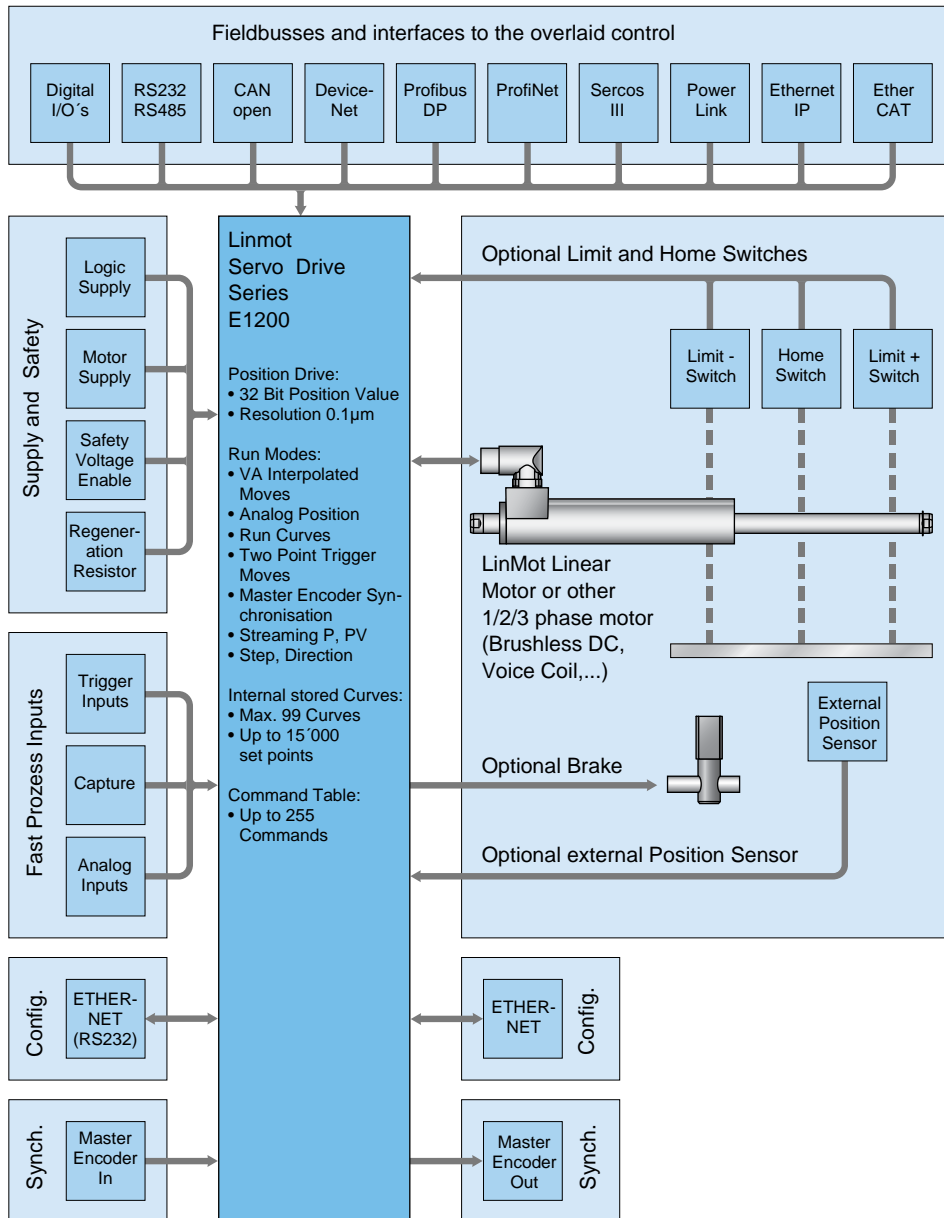 Fieldbusses and interfaces to the overlaid control
Digital
I/O´s
RS232
RS485
CAN
open
Device-
Net
Profibus
DP
ProfiNet
Sercos
III
Power
Link
Ethernet
IP
Ether
CAT
Supply and Safety
Logic
Supply
Motor
Supply
Safety
Voltage
Enable
Regener-
ation
Resistor
Fast Prozess Inputs
Trigger
Inputs
Capture
Analog
Inputs
Config.
ETHER-
NET
(RS232)
Synch.
Master
Encoder
In
Linmot
Servo Drive
Series
E1200
Position Drive:
• 32 Bit Position Value
• Resolution 0.1µm
Run Modes:
• VA Interpolated
Moves
• Analog Position
• Run Curves
• Two Point Trigger
Moves
• Master Encoder Syn-
chronisation
• Streaming P, PV
• Step, Direction
Internal stored Curves:
• Max. 99 Curves
• Up to 15´000
set points
Command Table:
• Up to 255
Commands
Optional Limit and Home Switches
Limit -
Switch
Home
Switch
Limit +
Switch
LinMot Linear
Motor or other
1/2/3 phase motor
(Brushless DC,
Voice Coil,...)
External
Position
Sensor
Optional Brake
Optional external Position Sensor
ETHER-
NET
Config.
Master
Encoder
Out
Synch.